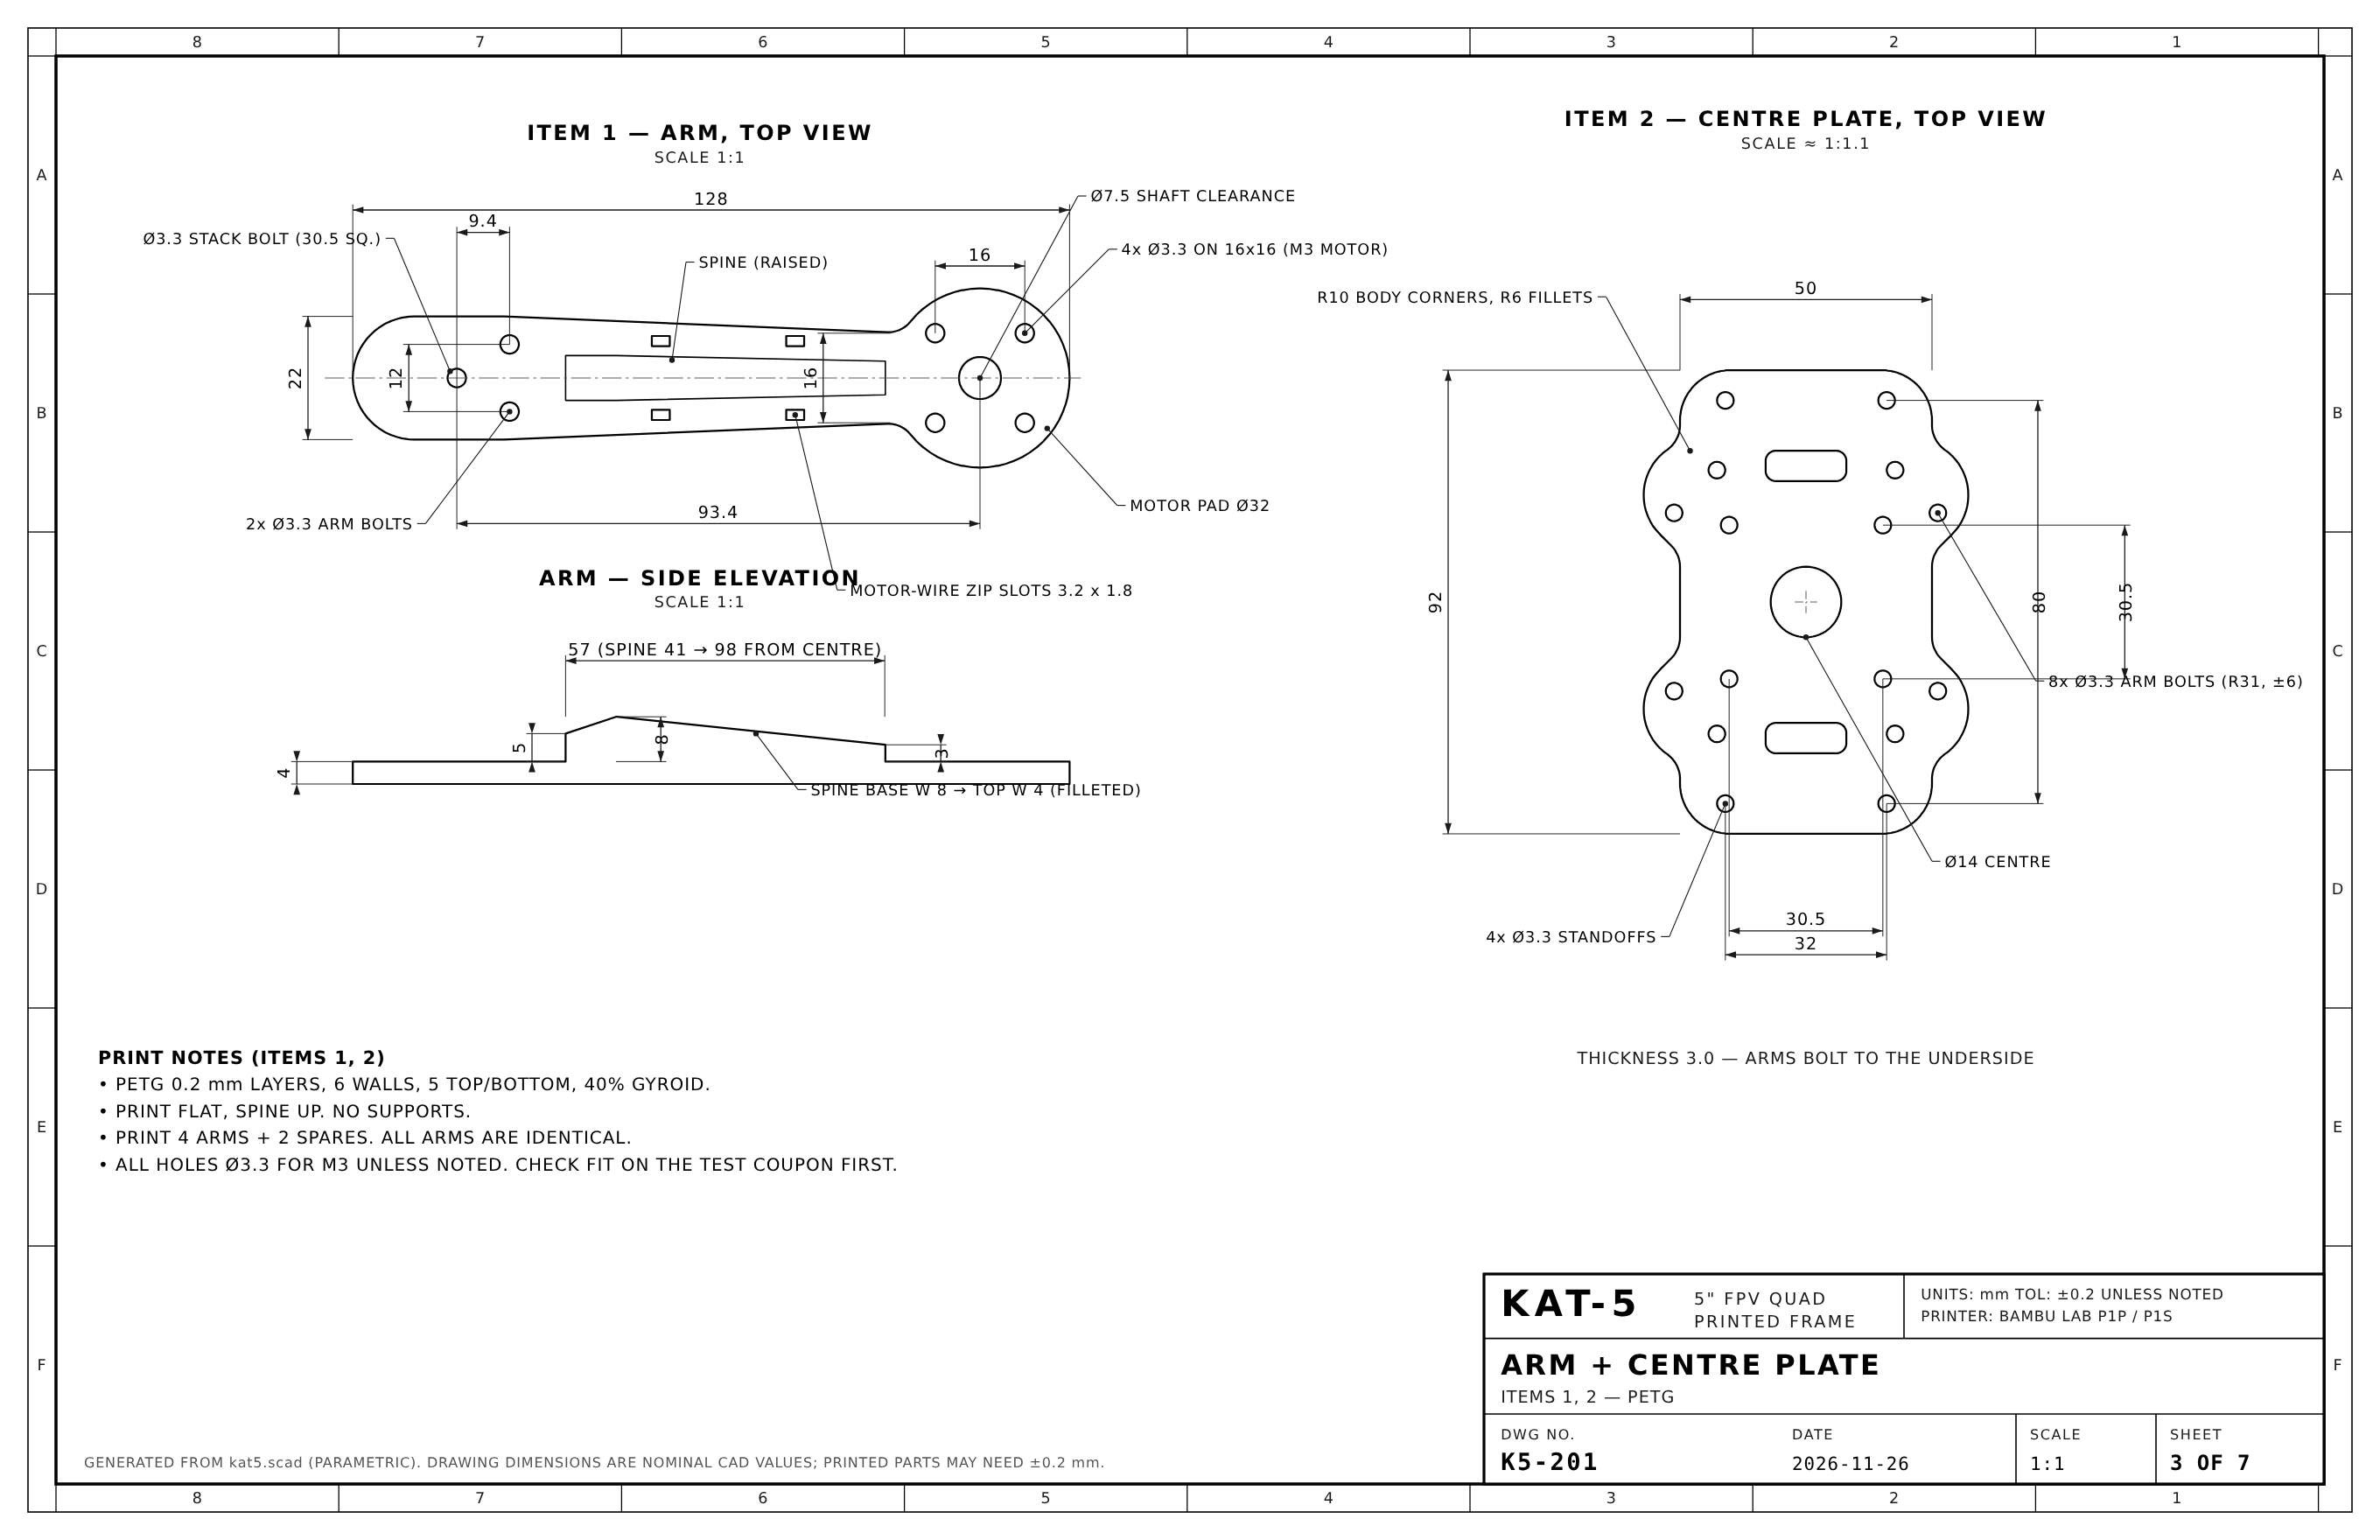 8 7 6 5 4 3 2 1
A A
B B
C C
D D
E E
F F
ITEM 1 — ARM, TOP VIEW
SCALE 1:1
128
9.4
Ø3.3 STACK BOLT (30.5 SQ.)
SPINE (RAISED)
16
Ø7.5 SHAFT CLEARANCE
4x Ø3.3 ON 16x16 (M3 MOTOR)
22
12
16
2x Ø3.3 ARM BOLTS
93.4
MOTOR PAD Ø32
MOTOR-WIRE ZIP SLOTS 3.2 x 1.8
ARM — SIDE ELEVATION
SCALE 1:1
57 (SPINE 41 → 98 FROM CENTRE)
5
8
3
4
SPINE BASE W 8 → TOP W 4 (FILLETED)
ITEM 2 — CENTRE PLATE, TOP VIEW
SCALE ≈ 1:1.1
R10 BODY CORNERS, R6 FILLETS
50
92
80
30.5
8x Ø3.3 ARM BOLTS (R31, ±6)
Ø14 CENTRE
4x Ø3.3 STANDOFFS
30.5
32
THICKNESS 3.0 — ARMS BOLT TO THE UNDERSIDE
PRINT NOTES (ITEMS 1, 2)
• PETG 0.2 mm LAYERS, 6 WALLS, 5 TOP/BOTTOM, 40% GYROID.
• PRINT FLAT, SPINE UP. NO SUPPORTS.
• PRINT 4 ARMS + 2 SPARES. ALL ARMS ARE IDENTICAL.
• ALL HOLES Ø3.3 FOR M3 UNLESS NOTED. CHECK FIT ON THE TEST COUPON FIRST.
KAT-5
5" FPV QUAD
PRINTED FRAME
UNITS: mm TOL: ±0.2 UNLESS NOTED
PRINTER: BAMBU LAB P1P / P1S
ARM + CENTRE PLATE
ITEMS 1, 2 — PETG
DWG NO.
K5-201
DATE
2026-11-26
SCALE
1:1
SHEET
3 OF 7
GENERATED FROM kat5.scad (PARAMETRIC). DRAWING DIMENSIONS ARE NOMINAL CAD VALUES; PRINTED PARTS MAY NEED ±0.2 mm.
8 7 6 5 4 3 2 1